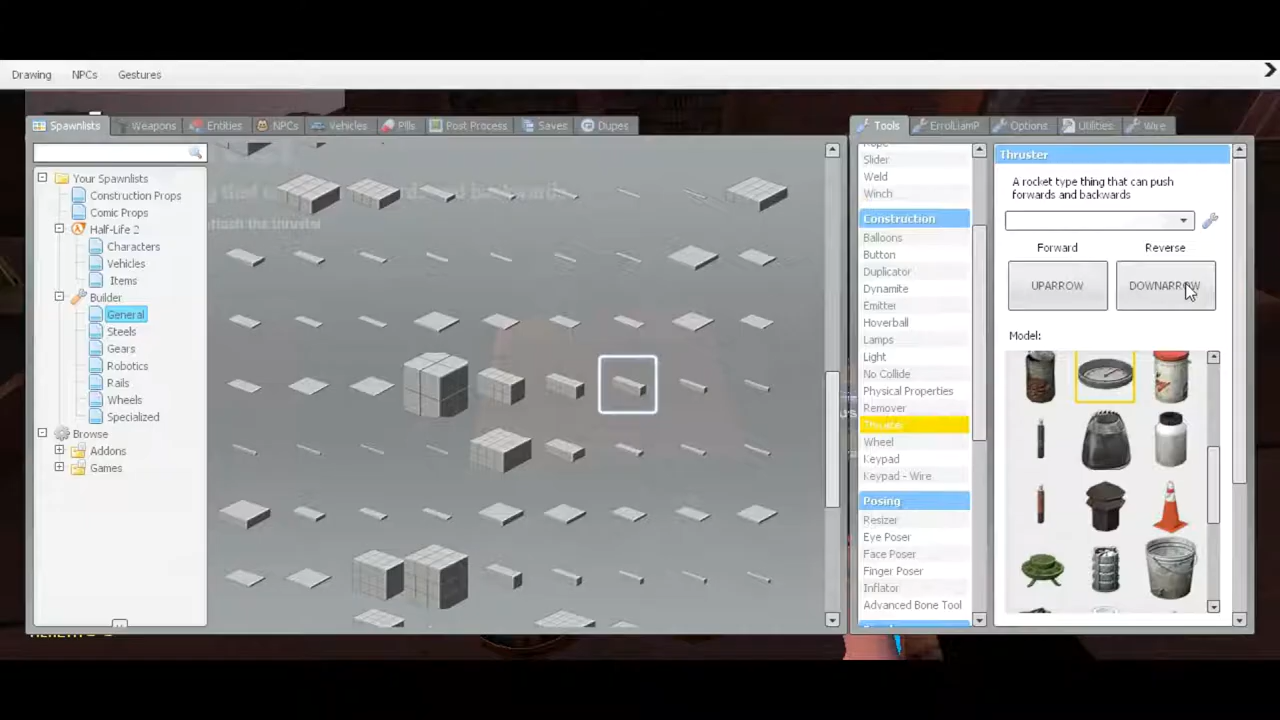 Drawing NPCs Gestures
Spawnlists Weapons Entities NPCs Vehicles Pills Post Process Saves Dupes
Your Spawnlists
Construction Props
Comic Props
Half-Life 2
Characters
Vehicles
Items
Builder
General
Steels
Gears
Robotics
Rails
Wheels
Specialized
Browse
Addons
Games
Tools ErrolLiamP Options Utilities Wire
Slider
Weld
Winch
Construction
Balloons
Button
Duplicator
Dynamite
Emitter
Hoverball
Lamps
Light
No Collide
Physical Properties
Remover
Thruster
Wheel
Keypad
Keypad - Wire
Posing
Resizer
Eye Poser
Face Poser
Finger Poser
Inflator
Advanced Bone Tool
Thruster
A rocket type thing that can push
forwards and backwards
Forward Reverse
UPARROW DOWNARROW
Model: